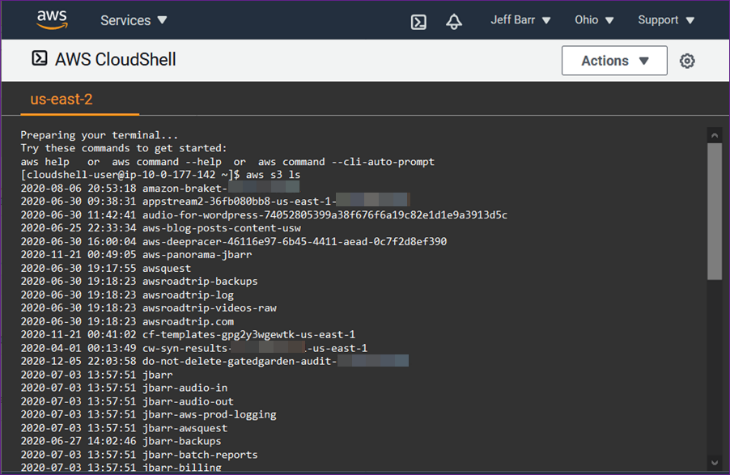 aws Services Jeff Barr Ohio Support
AWS CloudShell Actions
us-east-2
Preparing your terminal...
Try these commands to get started:
aws help or aws command --help or aws command --cli-auto-prompt
[cloudshell-user@ip-10-0-177-142 ~]$ aws s3 ls
2020-08-06 20:53:18 amazon-braket-
2020-06-30 09:38:31 appstream2-36fb080bb8-us-east-1-
2020-06-30 11:42:41 audio-for-wordpress-74052805399a38f676f6a19c82e1d1e9a3913d5c
2020-06-25 22:33:34 aws-blog-posts-content-usw
2020-06-30 16:00:04 aws-deepracer-46116e97-6b45-4411-aead-0c7f2d8ef390
2020-11-21 00:49:05 aws-panorama-jbarr
2020-06-30 19:17:55 awsquest
2020-06-30 19:18:23 awsroadtrip-backups
2020-06-30 19:18:23 awsroadtrip-log
2020-06-30 19:18:23 awsroadtrip-videos-raw
2020-06-30 19:18:23 awsroadtrip.com
2020-11-21 00:41:02 cf-templates-gpg2y3wgewtk-us-east-1
2020-04-01 00:13:49 cw-syn-results- -us-east-1
2020-12-05 22:03:58 do-not-delete-gatedgarden-audit-
2020-07-03 13:57:51 jbarr
2020-07-03 13:57:51 jbarr-audio-in
2020-07-03 13:57:51 jbarr-audio-out
2020-07-03 13:57:51 jbarr-aws-prod-logging
2020-07-03 13:57:51 jbarr-awsquest
2020-06-27 14:02:46 jbarr-backups
2020-07-03 13:57:51 jbarr-batch-reports
2020-07-03 13:57:51 jbarr-billing